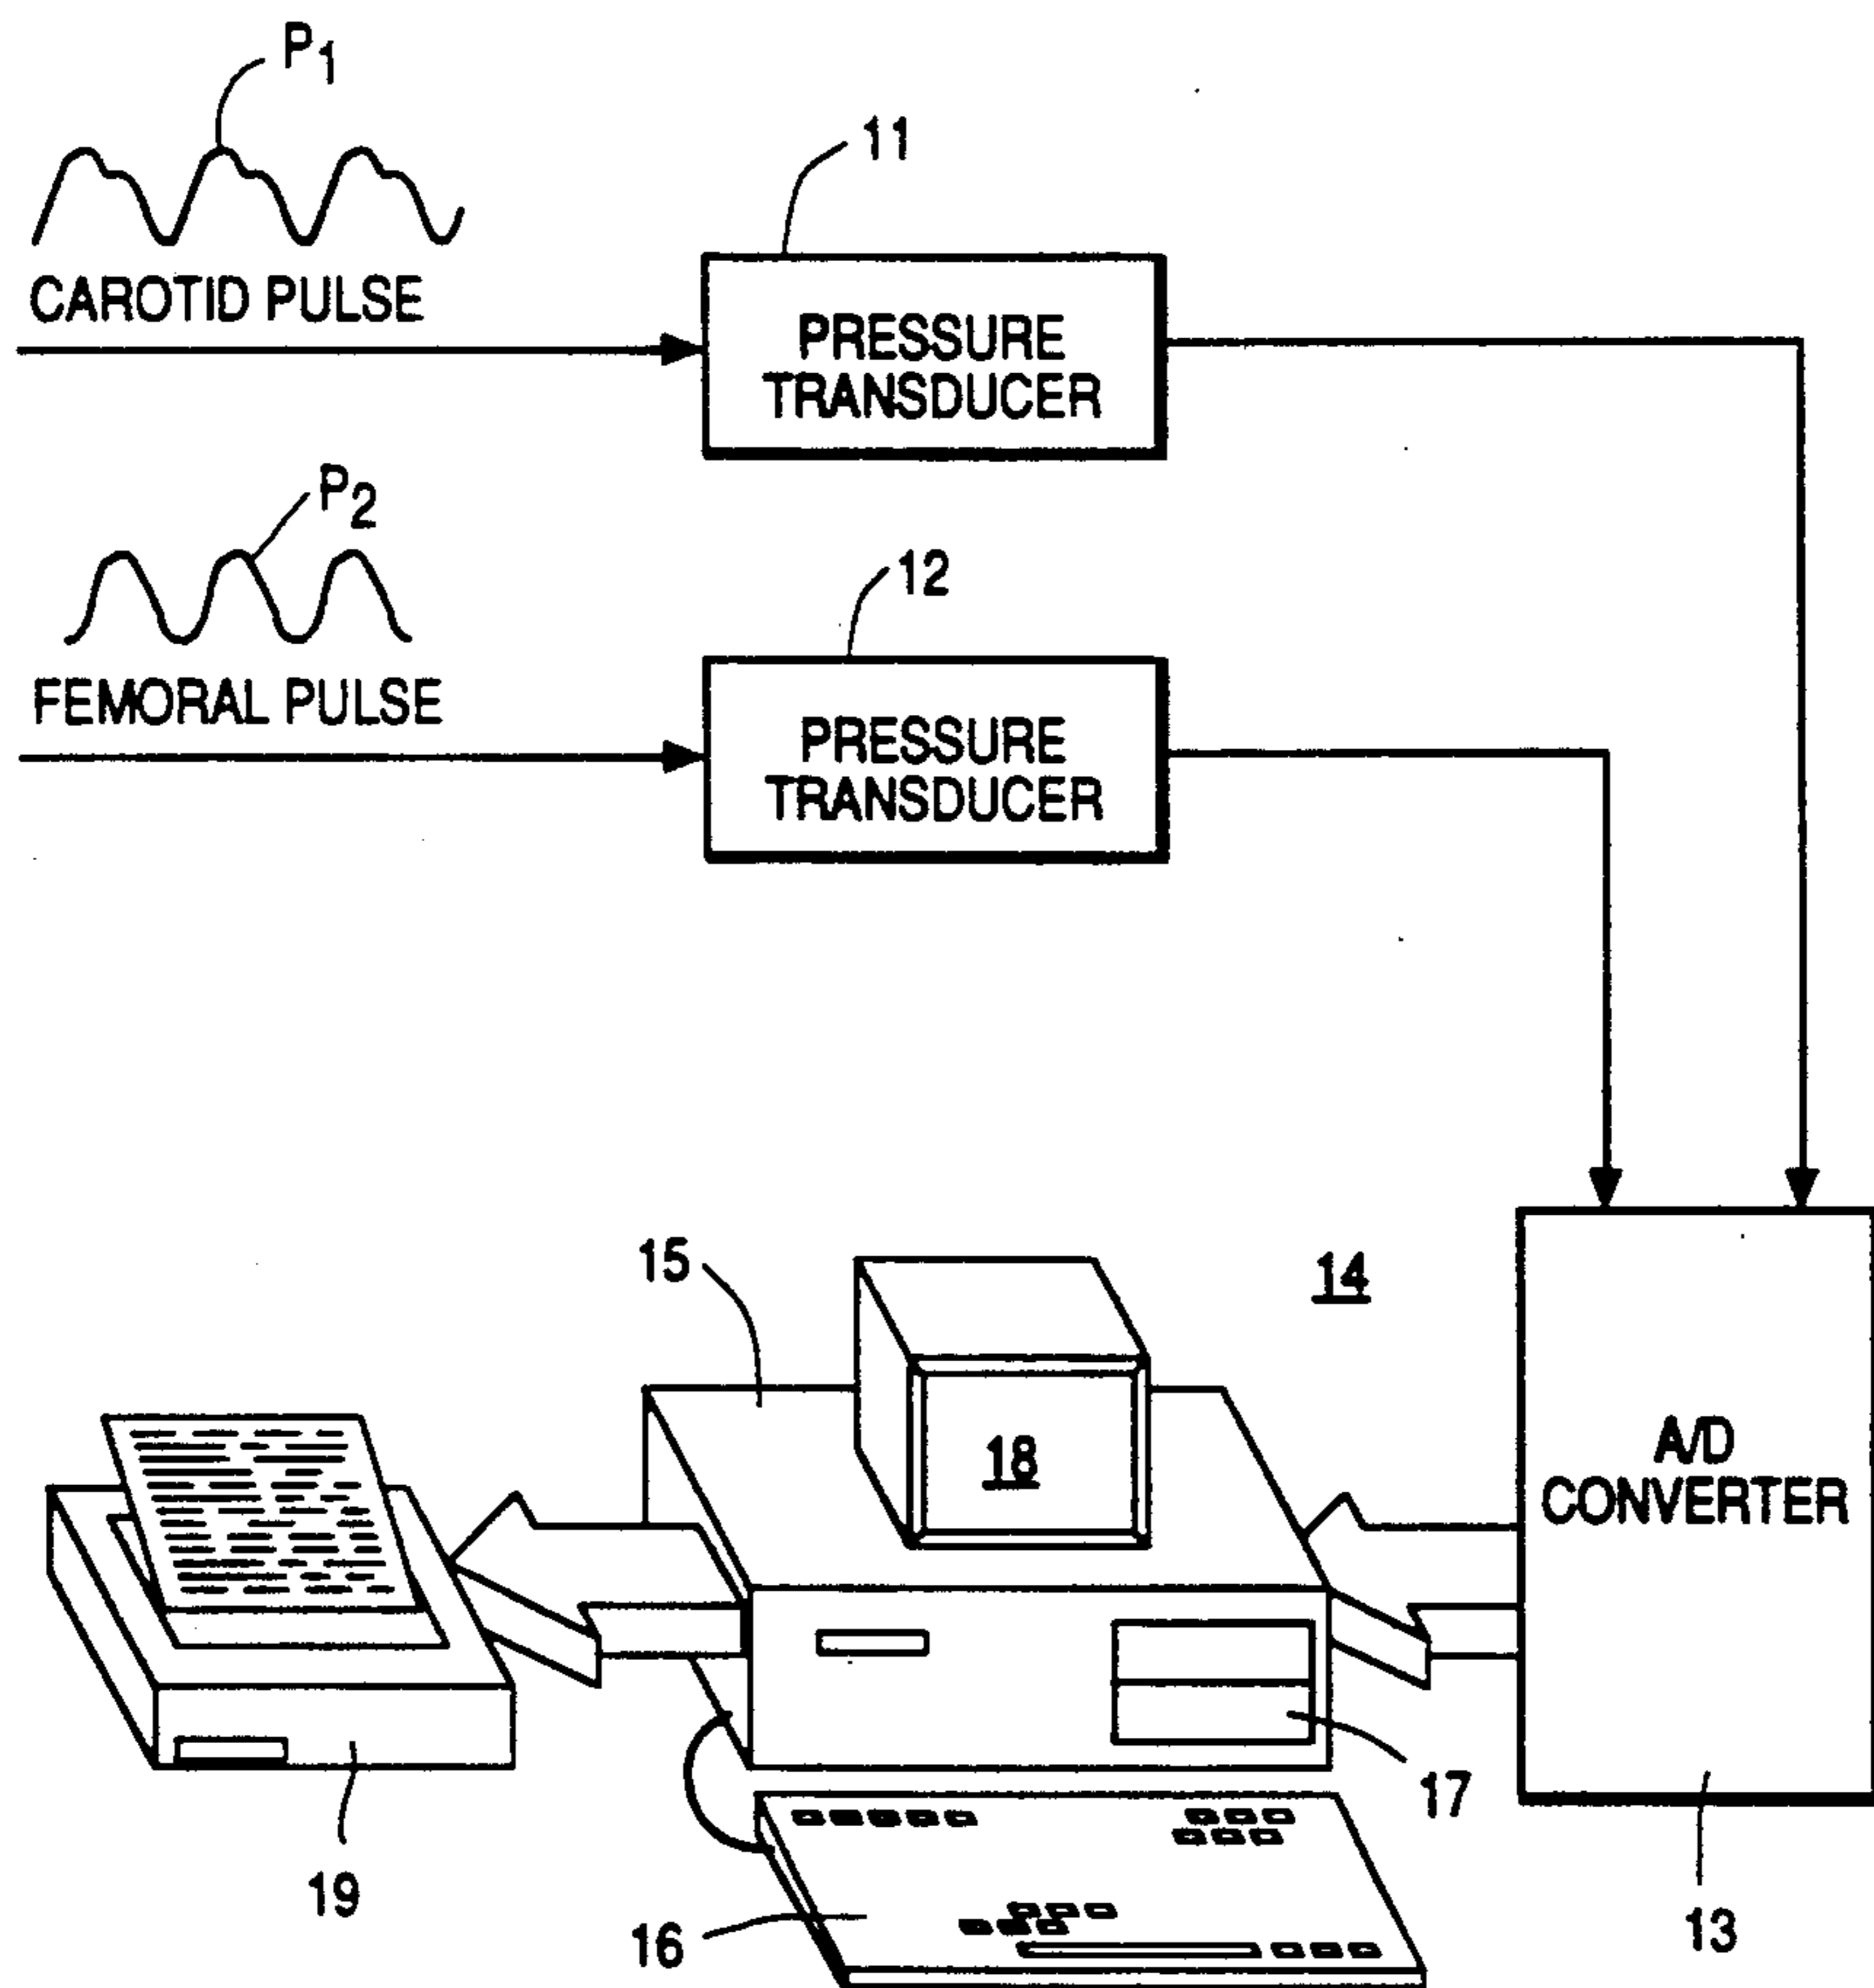 P1
11
CAROTID PULSE
PRESSURE
TRANSDUCER
P2
12
FEMORAL PULSE
PRESSURE
TRANSDUCER
15
14
18
A/D
CONVERTER
17
19
16
13